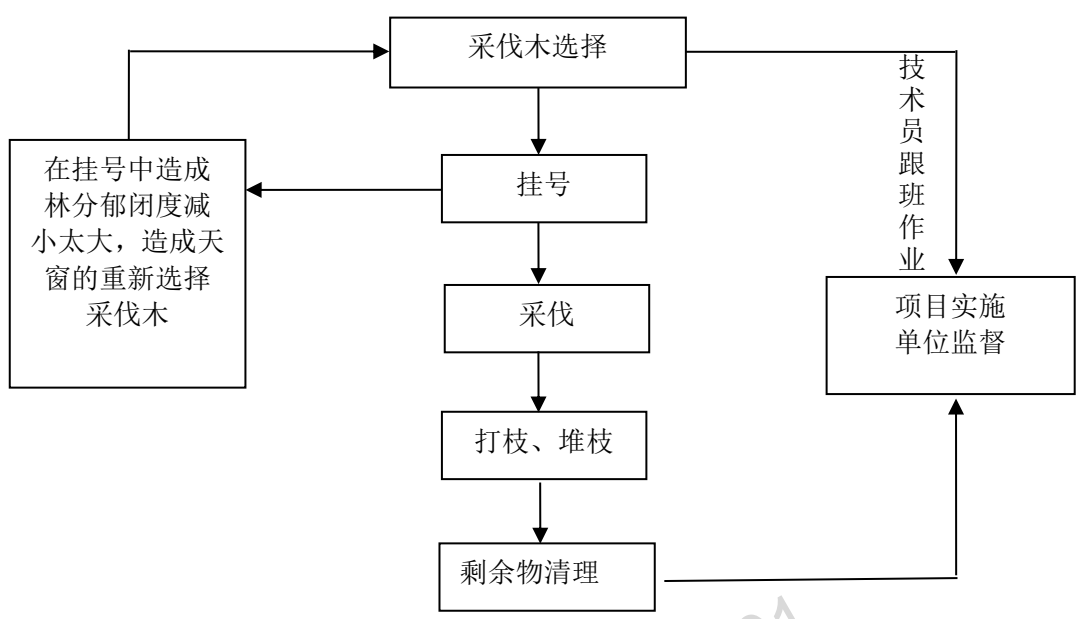 采伐木选择
技术员跟班作业
在挂号中造成
林分郁闭度减
小太大，造成天
窗的重新选择
采伐木
挂号
采伐
项目实施
单位监督
打枝、堆枝
剩余物清理